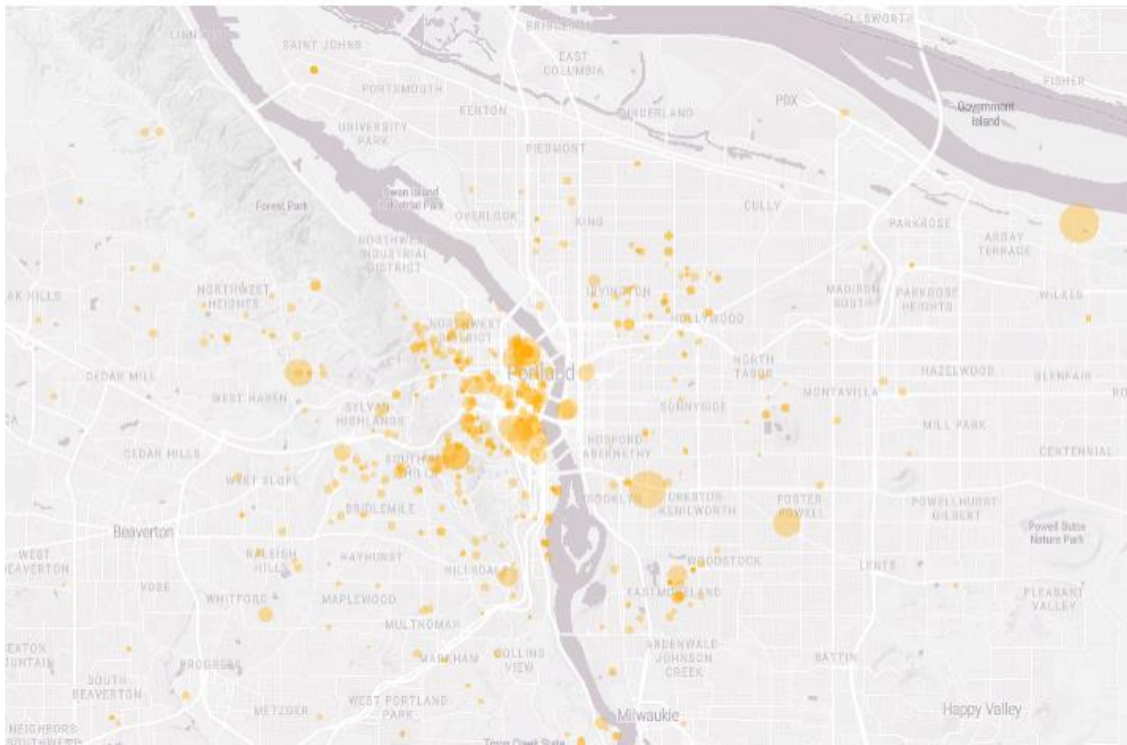 SAINT JOHNS
EAST
COLUMBIA
FISHER
PORTSMOUTH
PDX
KENTON
Government
Island
SUNDERLAND
UNIVERSITY
PARK
PIEDMONT
Forest Park
Swan Island
Industrial Park
CULLY
OVERLOOK
KING
PARKROSE
ARGAY
TERRACE
NORTHWEST
INDUSTRIAL
DISTRICT
OAK HILLS
NORTHWEST
HEIGHTS
IRVINGTON
MADISON
SOUTH
PARKROSE
HEIGHTS
WILKES
HOLLYWOOD
NORTHWEST
DISTRICT
NORTH
TABOR
HAZELWOOD
GLENFAIR
Portland
CEDAR MILL
WEST HAVEN
MONTAVILLA
SYLVAN-
HIGHLANDS
SUNNYSIDE
MILL PARK
HOSFORD
ABERNETHY
CEDAR HILLS
CENTENNIAL
WEST SLOPE
BROOKLYN
CRESTON-
KENILWORTH
FOSTER
POWELL
POWELLHURST-
GILBERT
BRIDLEMILE
Beaverton
Powell Butte
Nature Park
WEST
BEAVERTON
RALEIGH
HILLS
HAYHURST
HILLSDALE
WOODSTOCK
LENTS
VOSE
WHITFORD
MAPLEWOOD
EASTMORELAND
PLEASANT
VALLEY
MULTNOMAH
ARDENWALD-
JOHNSON
CREEK
SEXTON
MOUNTAIN
PROGRESS
MARKHAM
COLLINS
VIEW
BATTIN
SOUTH
BEAVERTON
METZGER
WEST PORTLAND
PARK
Milwaukie
Happy Valley
NEIGHBORS
SOUTHWEST